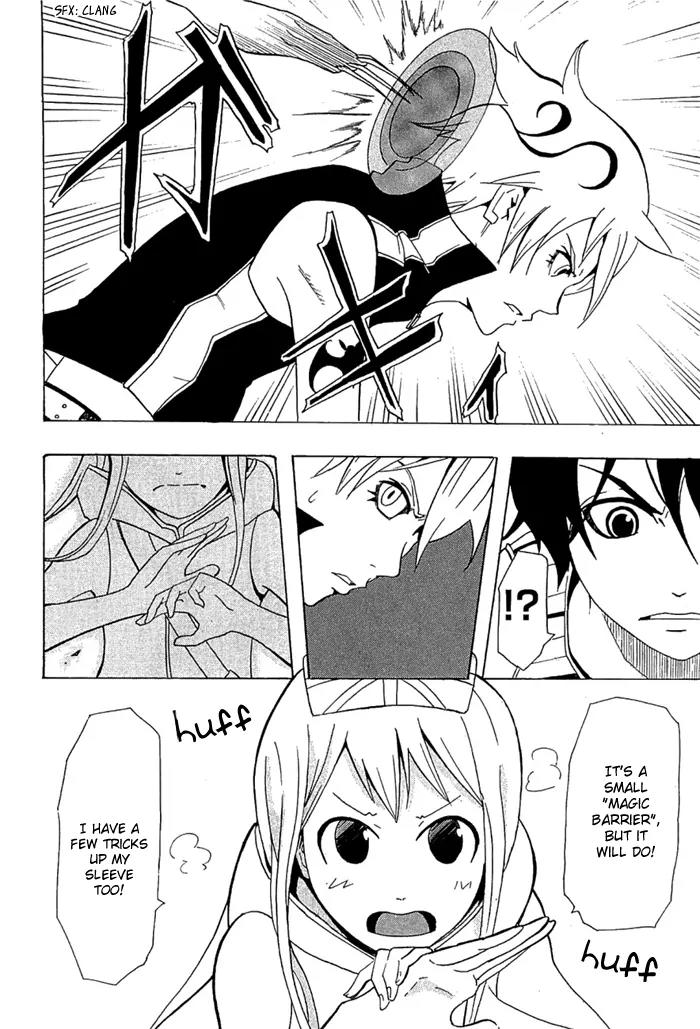 SFX: CLANG
ガ
キィ
!?
huff
IT'S A
SMALL
"MAGIC
BARRIER",
BUT IT
WILL DO!
I HAVE A
FEW TRICKS
UP MY
SLEEVE
TOO!
huff